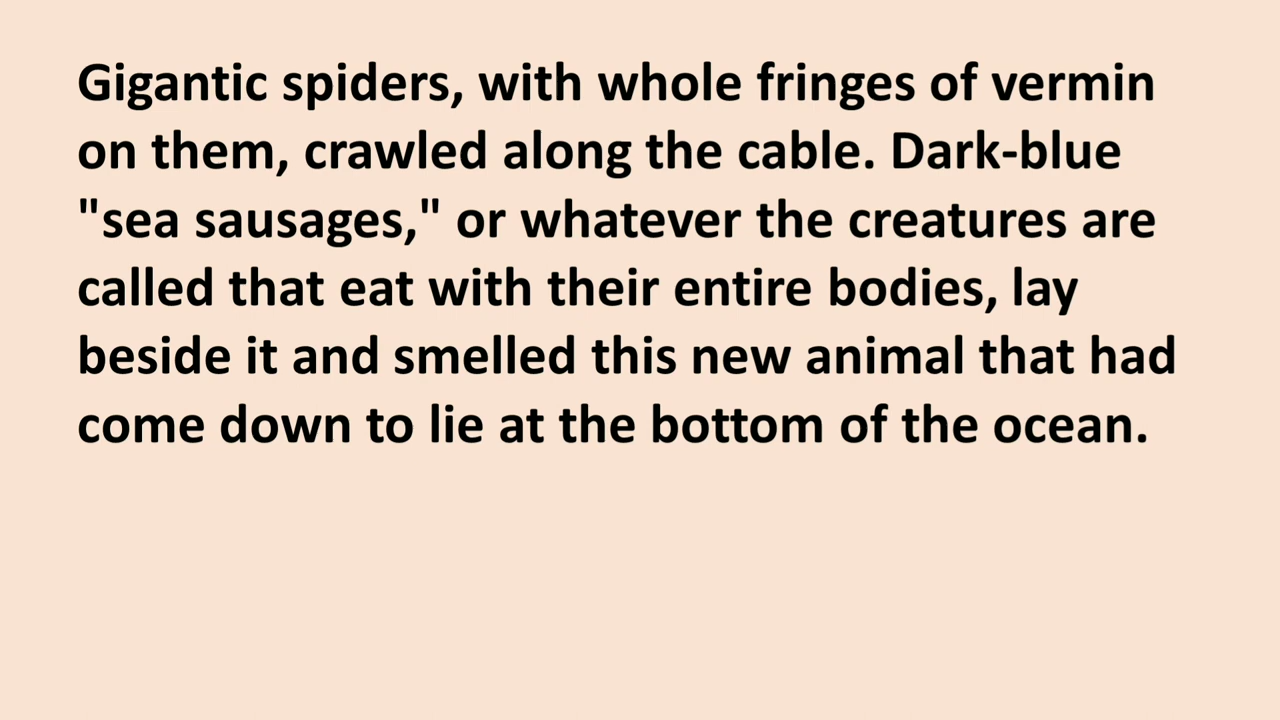 Gigantic spiders, with whole fringes of vermin
on them, crawled along the cable. Dark-blue
"sea sausages," or whatever the creatures are
called that eat with their entire bodies, lay
beside it and smelled this new animal that had
come down to lie at the bottom of the ocean.